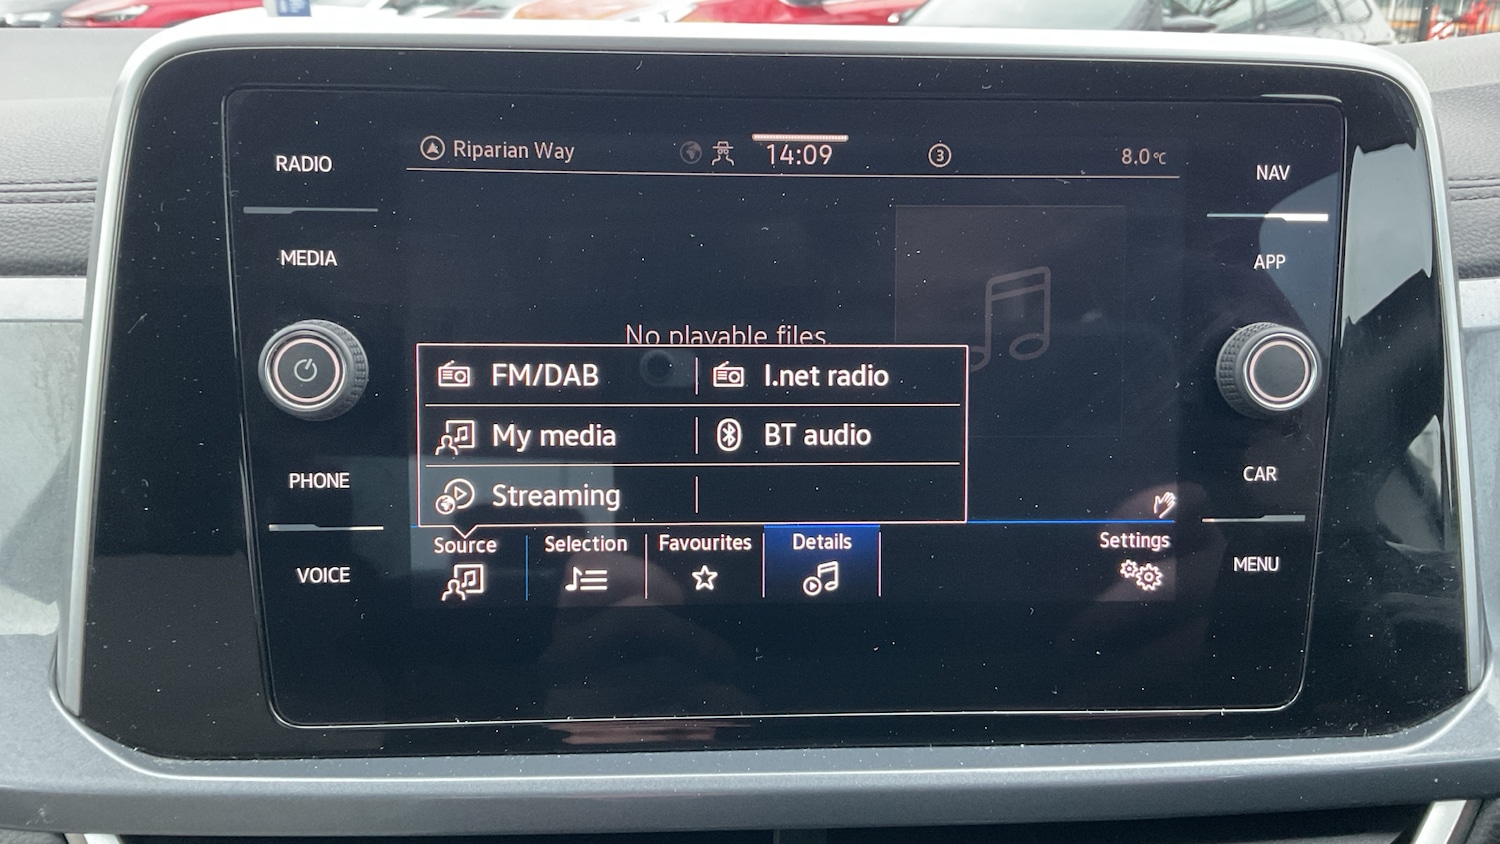 Riparian Way 14:09 3 8.0°C
RADIO
NAV
MEDIA
APP
No playable files.
FM/DAB I.net radio
My media BT audio
Streaming
PHONE
CAR
Source Selection Favourites Details Settings
VOICE
MENU